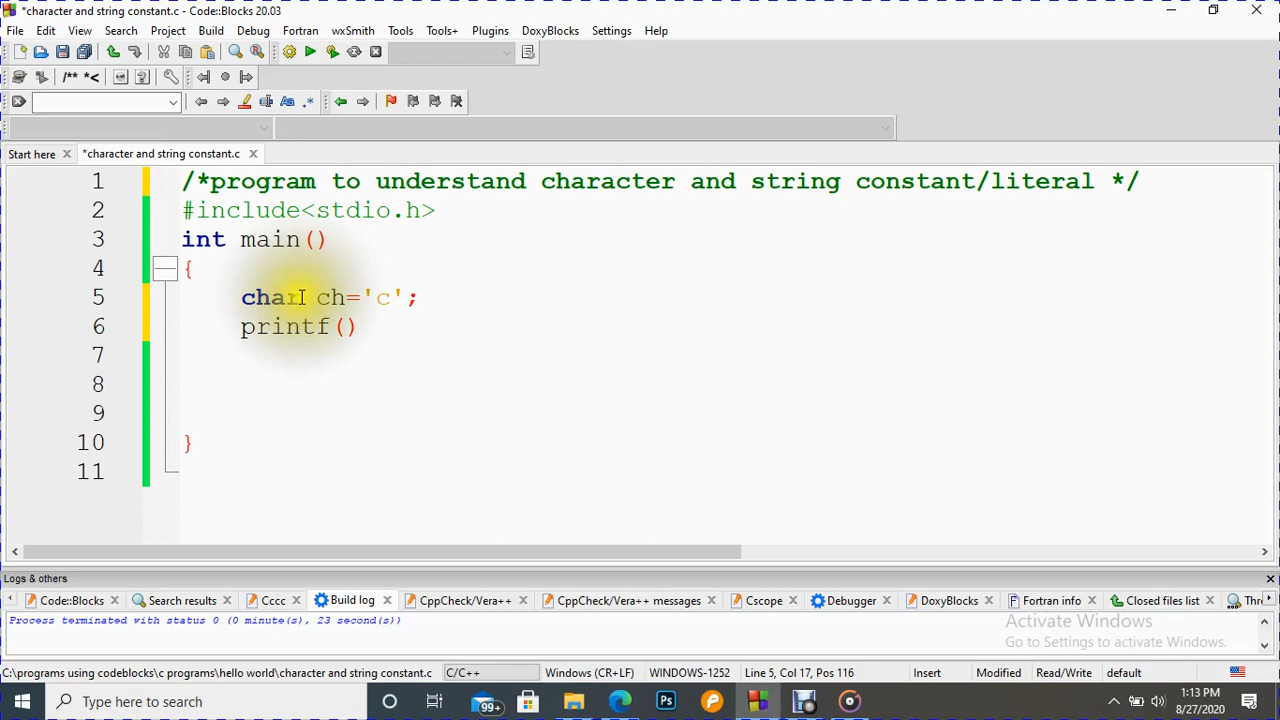 *character and string constant.c - Code::Blocks 20.03
File Edit View Search Project Build Debug Fortran wxSmith Tools Tools+ Plugins DoxyBlocks Settings Help
/** *<
Start here *character and string constant.c
1 /*program to understand character and string constant/literal */
2 #include<stdio.h>
3 int main()
4 {
5 char ch='c';
6 printf()
7
8
9
10 }
11
Logs & others
Code::Blocks Search results Cccc Build log CppCheck/Vera++ CppCheck/Vera++ messages Cscope Debugger DoxyBlocks Fortran info Closed files list Thr
Process terminated with status 0 (0 minute(s), 23 second(s))
Activate Windows
Go to Settings to activate Windows.
C:\programs using codeblocks\c programs\hello world\character and string constant.c C/C++ Windows (CR+LF) WINDOWS-1252 Line 5, Col 17, Pos 116 Insert Modified Read/Write default
Type here to search
99+
1:13 PM
8/27/2020